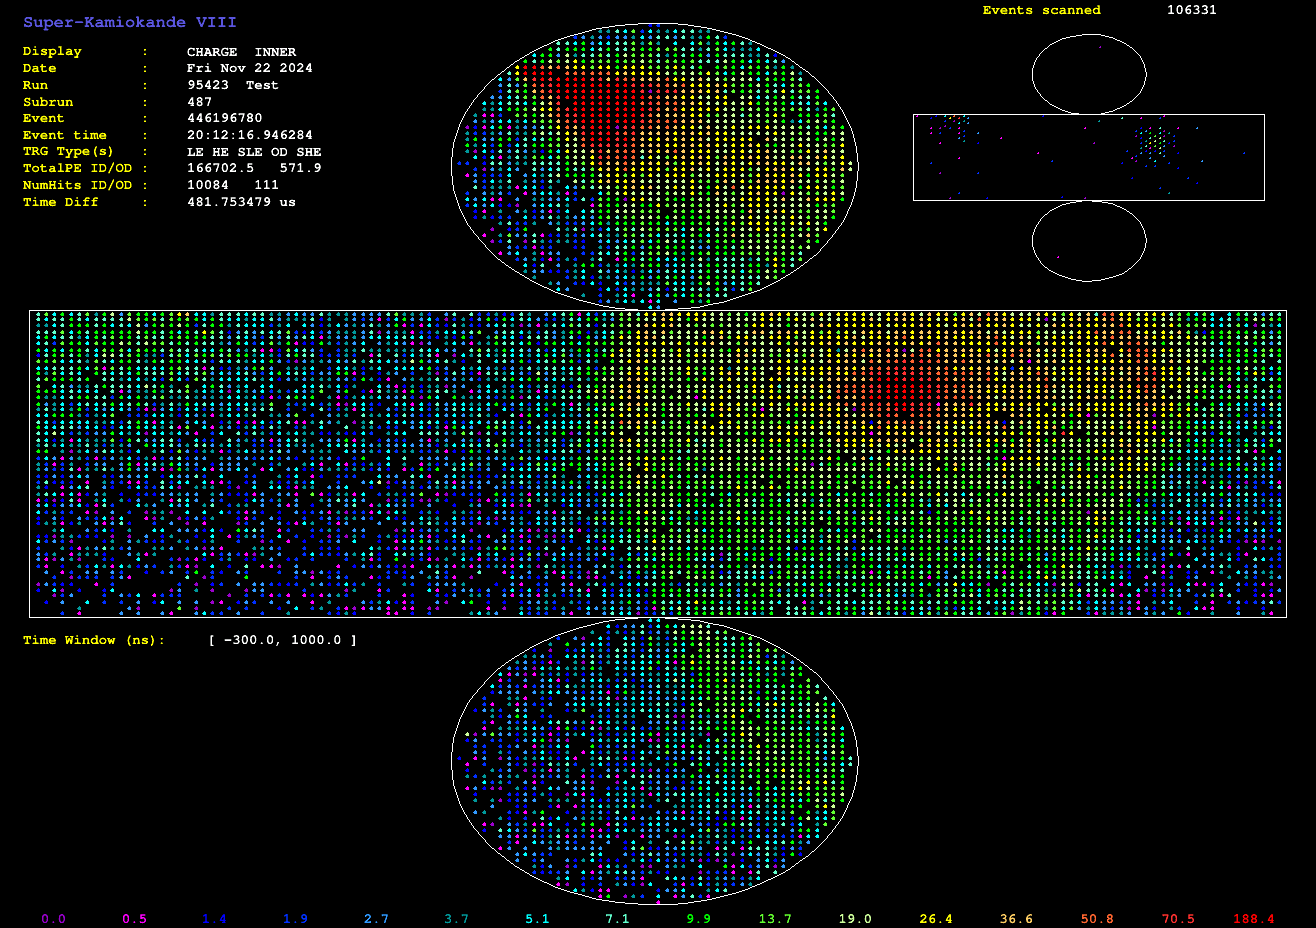 Super-Kamiokande VIII
Display : CHARGE INNER
Date : Fri Nov 22 2024
Run : 95423 Test
Subrun : 487
Event : 446196780
Event time : 20:12:16.946284
TRG Type(s) : LE HE SLE OD SHE
TotalPE ID/OD : 166702.5 571.9
NumHits ID/OD : 10084 111
Time Diff : 481.753479 us
Events scanned 106331
Time Window (ns): [ -300.0, 1000.0 ]
0.0 0.5 1.4 1.9 2.7 3.7 5.1 7.1 9.9 13.7 19.0 26.4 36.6 50.8 70.5 188.4